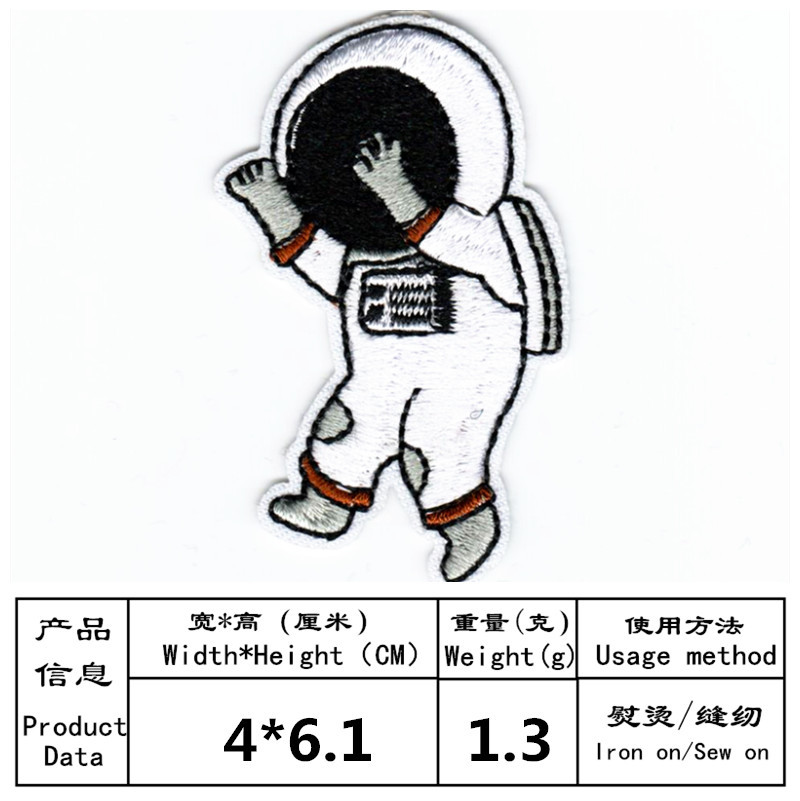 产品
信息
Product
Data
宽*高（厘米）
Width*Height（CM）
4*6.1
重量(克)
Weight(g)
1.3
使用方法
Usage method
熨烫/缝纫
Iron on/Sew on